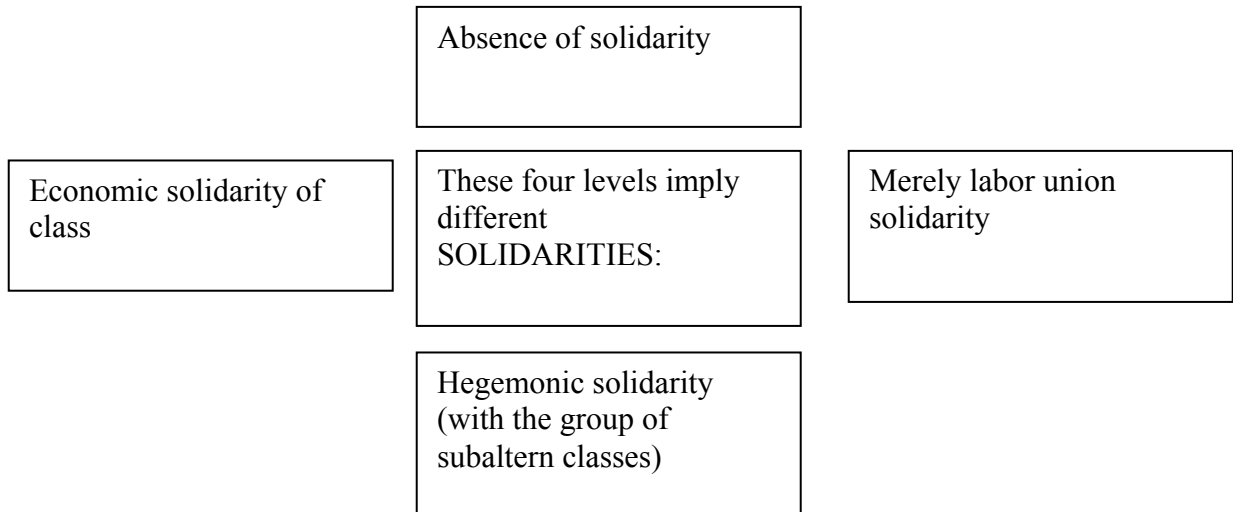 Absence of solidarity
Economic solidarity of
class
These four levels imply
different
SOLIDARITIES:
Merely labor union
solidarity
Hegemonic solidarity
(with the group of
subaltern classes)